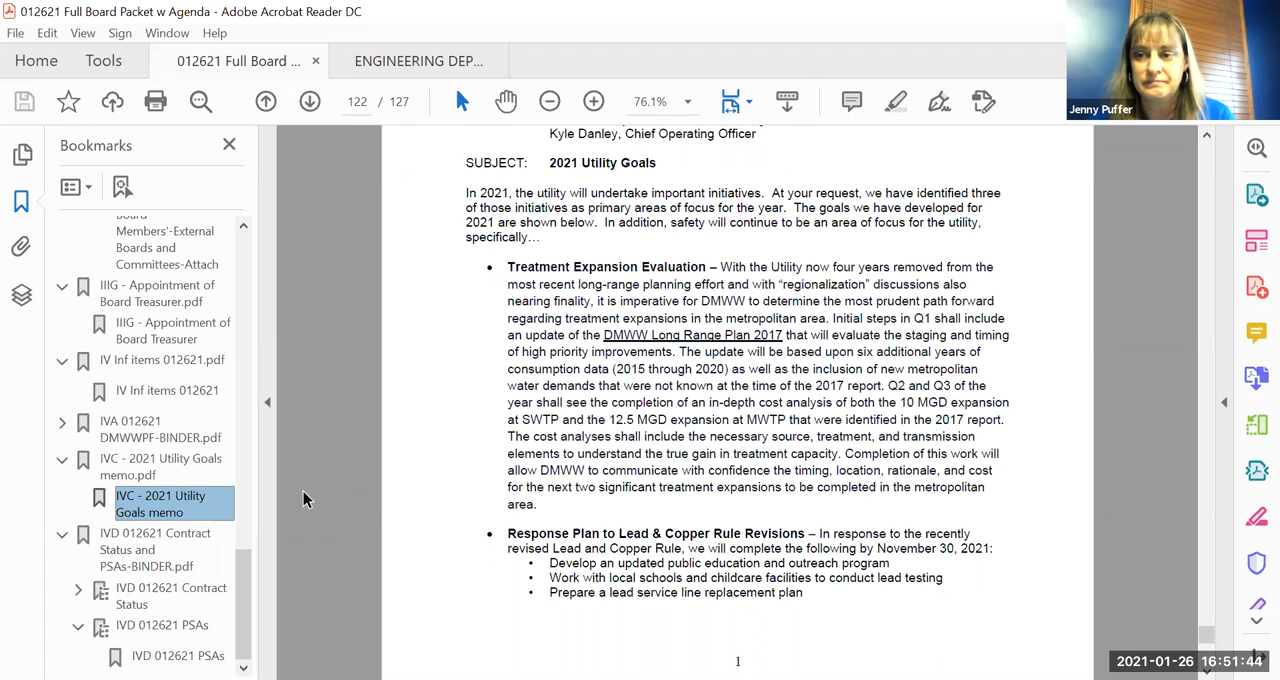 012621 Full Board Packet w Agenda - Adobe Acrobat Reader DC
File Edit View Sign Window Help
Home Tools 012621 Full Board ... × ENGINEERING DEP...
122 / 127 76.1%
Jenny Puffer
Bookmarks
Board
Members'-External
Boards and
Committees-Attach
IIIG - Appointment of
Board Treasurer.pdf
IIIG - Appointment of
Board Treasurer
IV Inf items 012621.pdf
IV Inf items 012621
IVA 012621
DMWWPF-BINDER.pdf
IVC - 2021 Utility Goals
memo.pdf
IVC - 2021 Utility
Goals memo
IVD 012621 Contract
Status and
PSAs-BINDER.pdf
IVD 012621 Contract
Status
IVD 012621 PSAs
IVD 012621 PSAs
Kyle Danley, Chief Operating Officer
SUBJECT: 2021 Utility Goals
In 2021, the utility will undertake important initiatives. At your request, we have identified three
of those initiatives as primary areas of focus for the year. The goals we have developed for
2021 are shown below. In addition, safety will continue to be an area of focus for the utility,
specifically…
• Treatment Expansion Evaluation – With the Utility now four years removed from the
most recent long-range planning effort and with “regionalization” discussions also
nearing finality, it is imperative for DMWW to determine the most prudent path forward
regarding treatment expansions in the metropolitan area. Initial steps in Q1 shall include
an update of the DMWW Long Range Plan 2017 that will evaluate the staging and timing
of high priority improvements. The update will be based upon six additional years of
consumption data (2015 through 2020) as well as the inclusion of new metropolitan
water demands that were not known at the time of the 2017 report. Q2 and Q3 of the
year shall see the completion of an in-depth cost analysis of both the 10 MGD expansion
at SWTP and the 12.5 MGD expansion at MWTP that were identified in the 2017 report.
The cost analyses shall include the necessary source, treatment, and transmission
elements to understand the true gain in treatment capacity. Completion of this work will
allow DMWW to communicate with confidence the timing, location, rationale, and cost
for the next two significant treatment expansions to be completed in the metropolitan
area.
• Response Plan to Lead & Copper Rule Revisions – In response to the recently
revised Lead and Copper Rule, we will complete the following by November 30, 2021:
• Develop an updated public education and outreach program
• Work with local schools and childcare facilities to conduct lead testing
• Prepare a lead service line replacement plan
1
2021-01-26 16:51:44